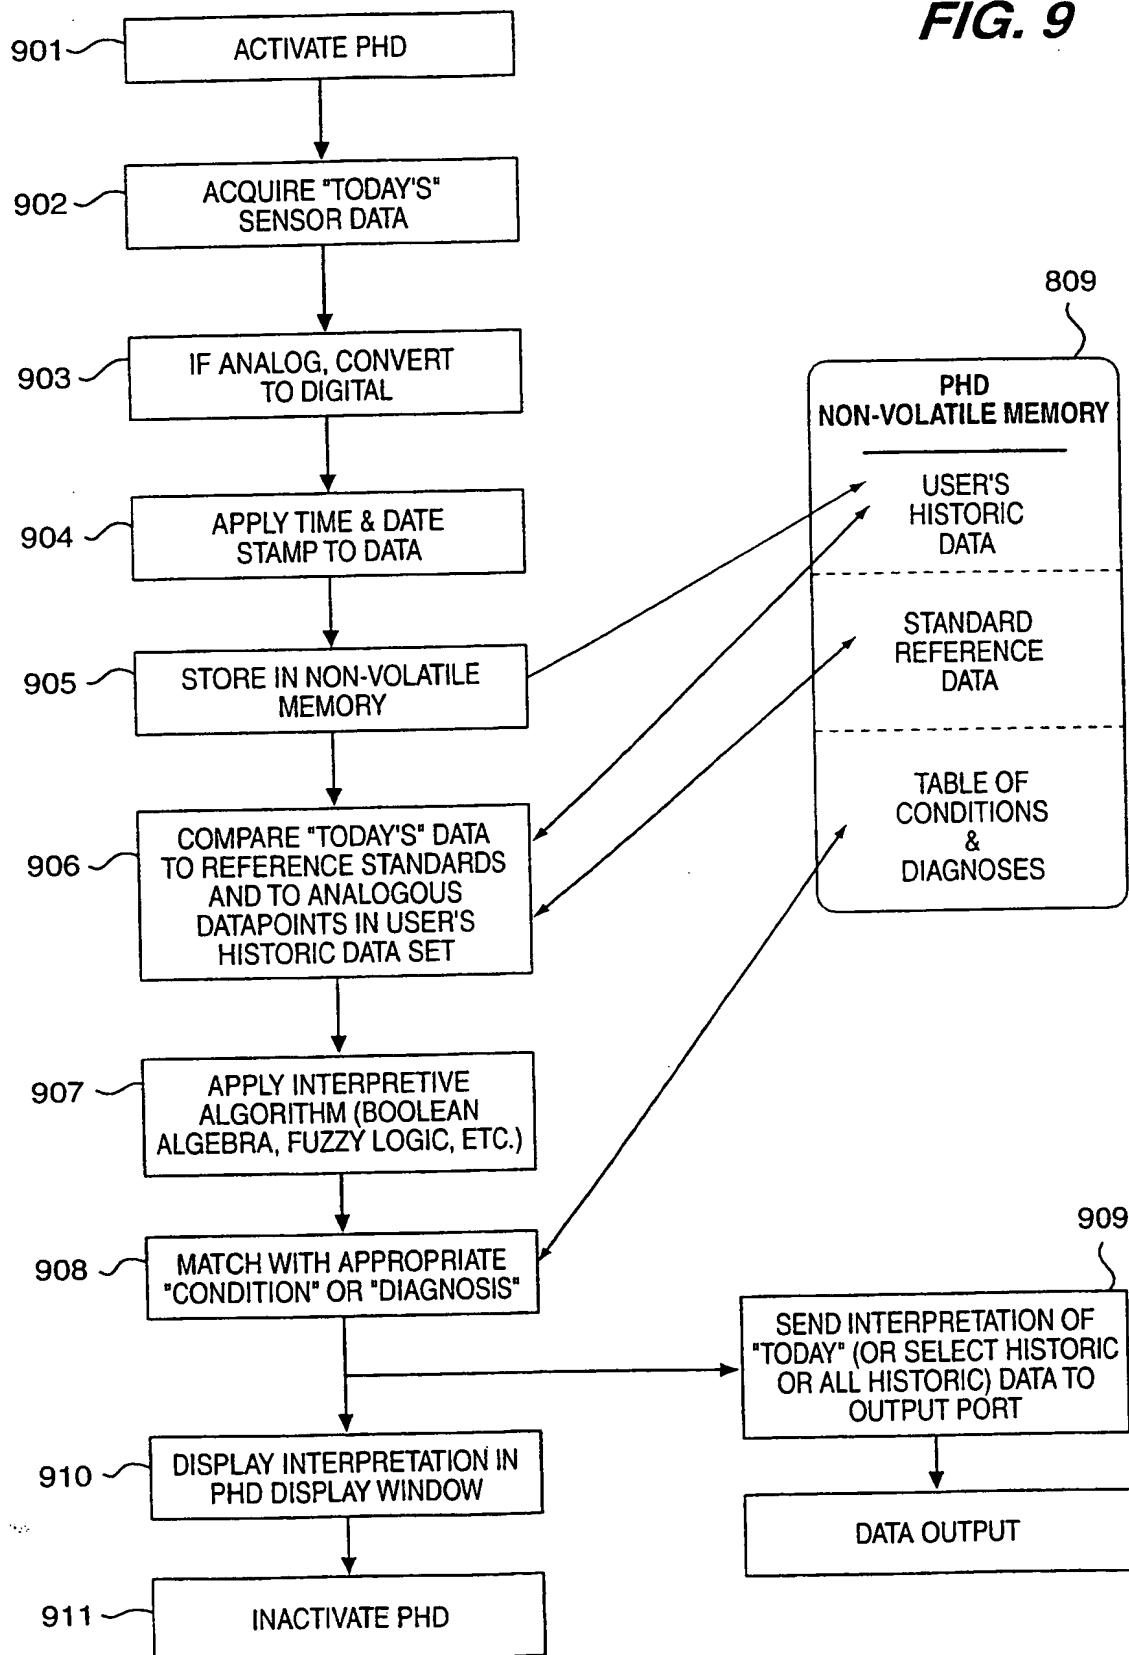 FIG. 9
901
ACTIVATE PHD
902
ACQUIRE "TODAY'S"
SENSOR DATA
903
IF ANALOG, CONVERT
TO DIGITAL
904
APPLY TIME & DATE
STAMP TO DATA
905
STORE IN NON-VOLATILE
MEMORY
906
COMPARE "TODAY'S" DATA
TO REFERENCE STANDARDS
AND TO ANALOGOUS
DATAPOINTS IN USER'S
HISTORIC DATA SET
907
APPLY INTERPRETIVE
ALGORITHM (BOOLEAN
ALGEBRA, FUZZY LOGIC, ETC.)
908
MATCH WITH APPROPRIATE
"CONDITION" OR "DIAGNOSIS"
910
DISPLAY INTERPRETATION IN
PHD DISPLAY WINDOW
911
INACTIVATE PHD
809
PHD
NON-VOLATILE MEMORY
USER'S
HISTORIC
DATA
STANDARD
REFERENCE
DATA
TABLE OF
CONDITIONS
&
DIAGNOSES
909
SEND INTERPRETATION OF
"TODAY" (OR SELECT HISTORIC
OR ALL HISTORIC) DATA TO
OUTPUT PORT
DATA OUTPUT